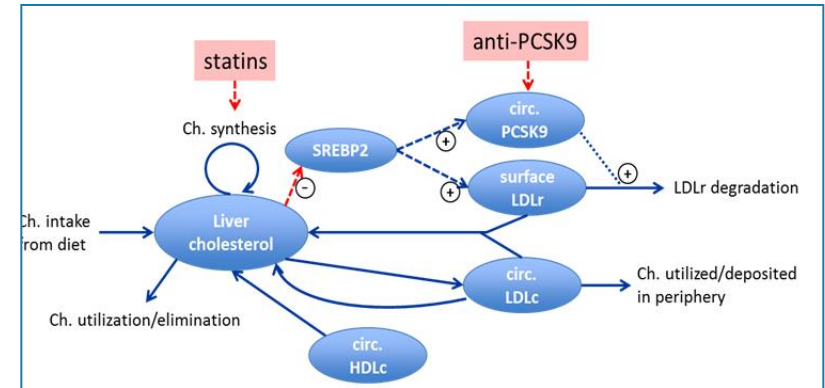 anti-PCSK9
statins
Ch. synthesis
circ.
PCSK9
SREBP2
+
+
+
−
surface
LDLr
LDLr degradation
Ch. intake
from diet
Liver
cholesterol
circ.
LDLc
Ch. utilized/deposited
in periphery
Ch. utilization/elimination
circ.
HDLc